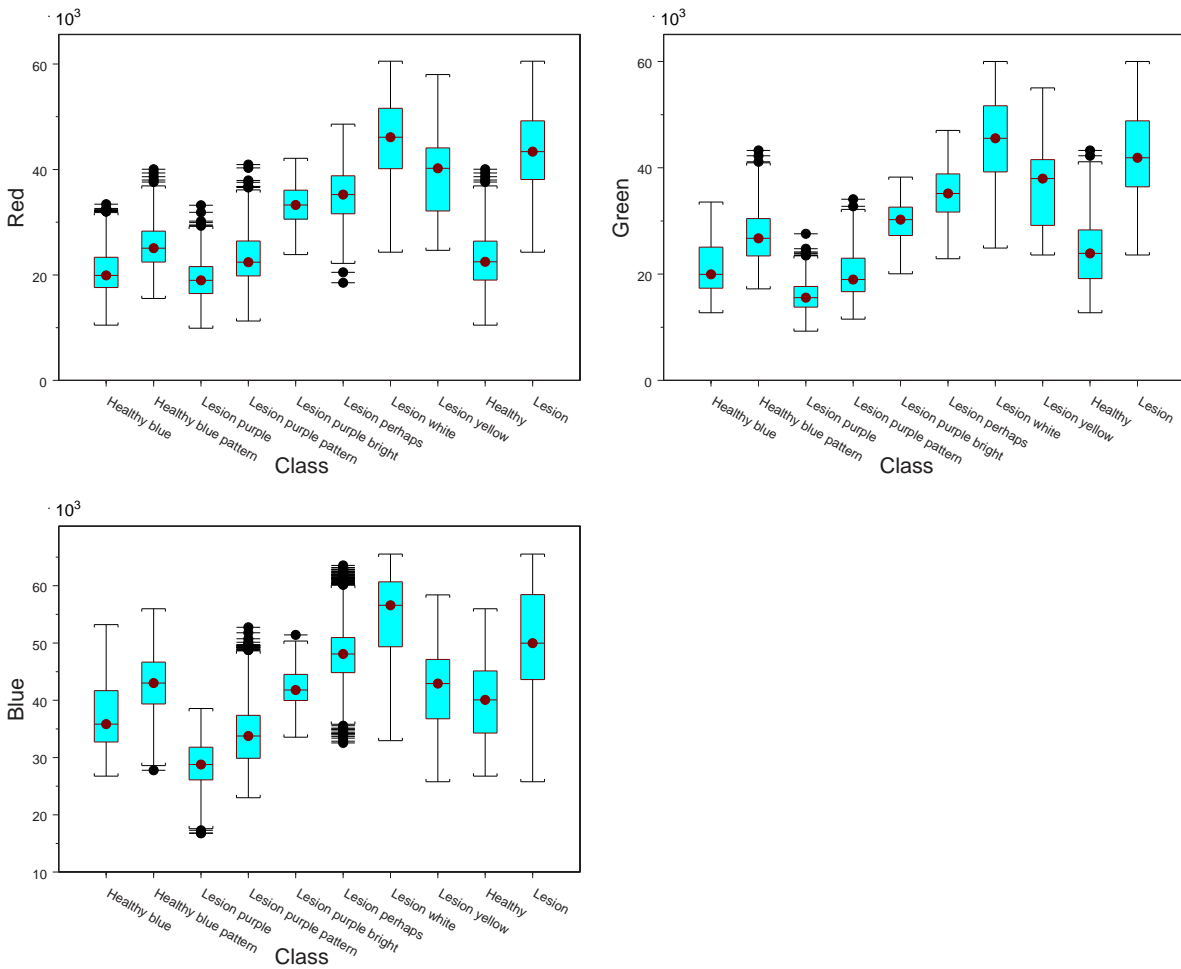 · 10³
Red
60
40
20
0
Healthy blue
Healthy blue pattern
Lesion purple
Lesion purple pattern
Lesion purple bright
Lesion perhaps
Lesion white
Lesion yellow
Healthy
Lesion
Class
· 10³
Green
60
40
20
0
Healthy blue
Healthy blue pattern
Lesion purple
Lesion purple pattern
Lesion purple bright
Lesion perhaps
Lesion white
Lesion yellow
Healthy
Lesion
Class
· 10³
Blue
60
50
40
30
20
10
Healthy blue
Healthy blue pattern
Lesion purple
Lesion purple pattern
Lesion purple bright
Lesion perhaps
Lesion white
Lesion yellow
Healthy
Lesion
Class